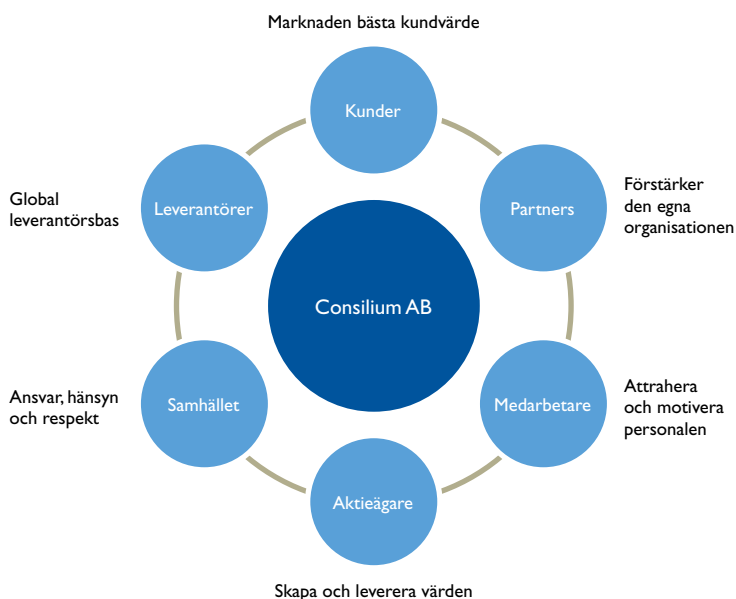 Marknaden bästa kundvärde
Kunder
Global
leverantörsbas
Leverantörer
Partners
Förstärker
den egna
organisationen
Consilium AB
Ansvar, hänsyn
och respekt
Samhället
Medarbetare
Attrahera
och motivera
personalen
Aktieägare
Skapa och leverera värden